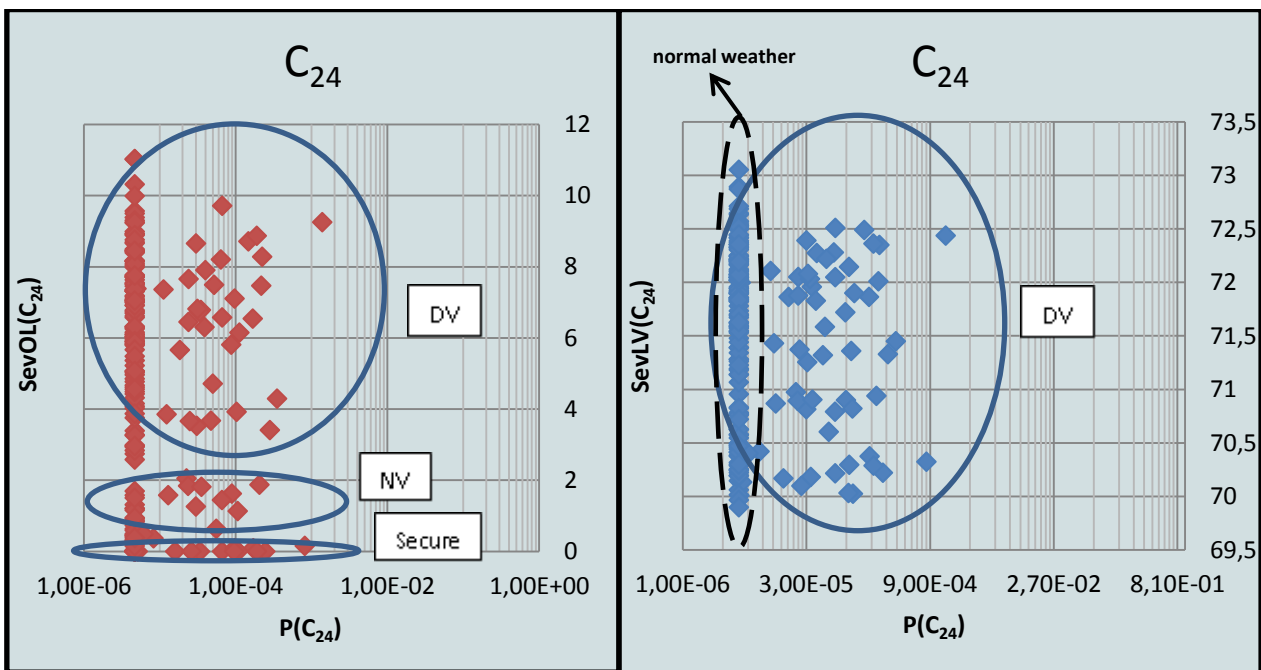 C24
SevOL(C24)
12
10
8
6
4
2
0
DV
NV
Secure
1,00E-06
1,00E-04
1,00E-02
1,00E+00
P(C24)
normal weather
C24
SevLV(C24)
73,5
73
72,5
72
71,5
71
70,5
70
69,5
DV
1,00E-06
3,00E-05
9,00E-04
2,70E-02
8,10E-01
P(C24)